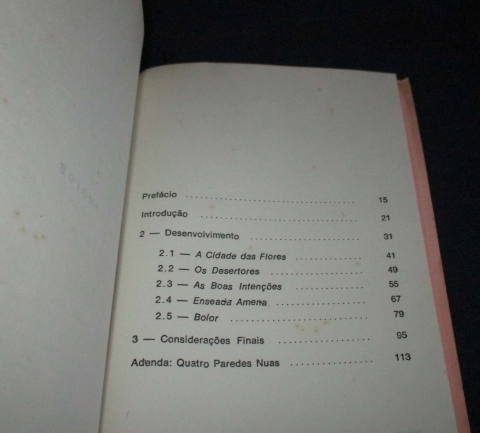 Prefácio .......................... 15
Introdução .......................... 21
2 — Desenvolvimento .................. 31
2.1 — A Cidade das Flores ............. 41
2.2 — Os Desertores .................. 49
2.3 — As Boas Intenções ............... 55
2.4 — Enseada Amena ................. 67
2.5 — Bolor ......................... 79
3 — Considerações Finais ............... 95
Adenda: Quatro Paredes Nuas ............. 113